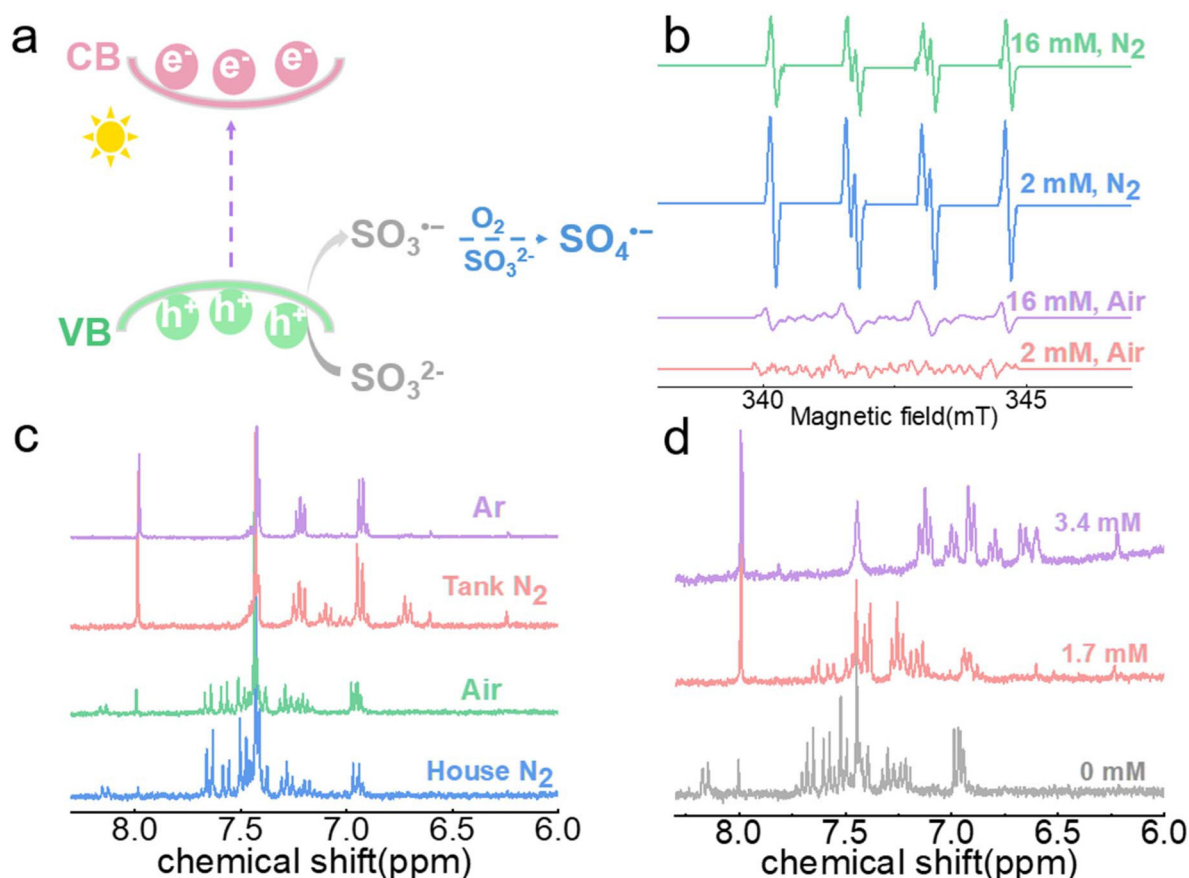 a
CB
e⁻ e⁻ e⁻
SO₃•⁻ O₂ SO₄•⁻
SO₃²⁻
h⁺ h⁺ h⁺
VB
SO₃²⁻
b
16 mM, N₂
2 mM, N₂
16 mM, Air
2 mM, Air
340 345
Magnetic field(mT)
c
Ar
Tank N₂
Air
House N₂
8.0 7.5 7.0 6.5 6.0
chemical shift(ppm)
d
3.4 mM
1.7 mM
0 mM
8.0 7.5 7.0 6.5 6.0
chemical shift(ppm)